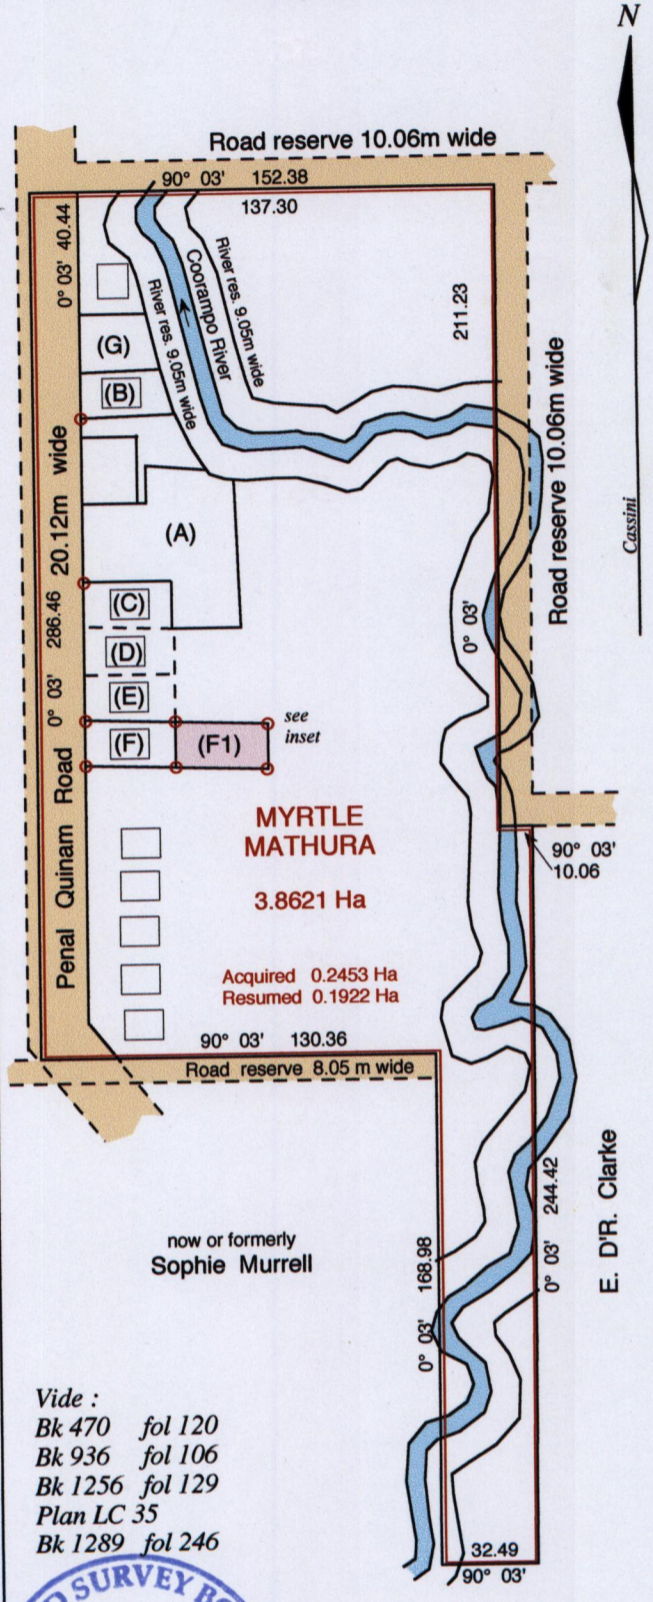 N
Road reserve 10.06m wide
90° 03' 152.38
137.30
0° 03' 40.44
River res. 9.05m wide
Coorampo River
River res. 9.05m wide
211.23
(G)
(B)
Road reserve 10.06m wide
Cassini
20.12m wide
(A)
0° 03' 286.46
(C)
0° 03'
(D)
(E)
(F)
(F1)
see
inset
Penal Quinam Road
MYRTLE
MATHURA
3.8621 Ha
90° 03'
10.06
Acquired 0.2453 Ha
Resumed 0.1922 Ha
90° 03' 130.36
Road reserve 8.05 m wide
0° 03' 244.42
E. D'R. Clarke
now or formerly
Sophie Murrell
0° 03' 168.98
Vide :
Bk 470 fol 120
Bk 936 fol 106
Bk 1256 fol 129
Plan LC 35
Bk 1289 fol 246
32.49
90° 03'
SURVEY